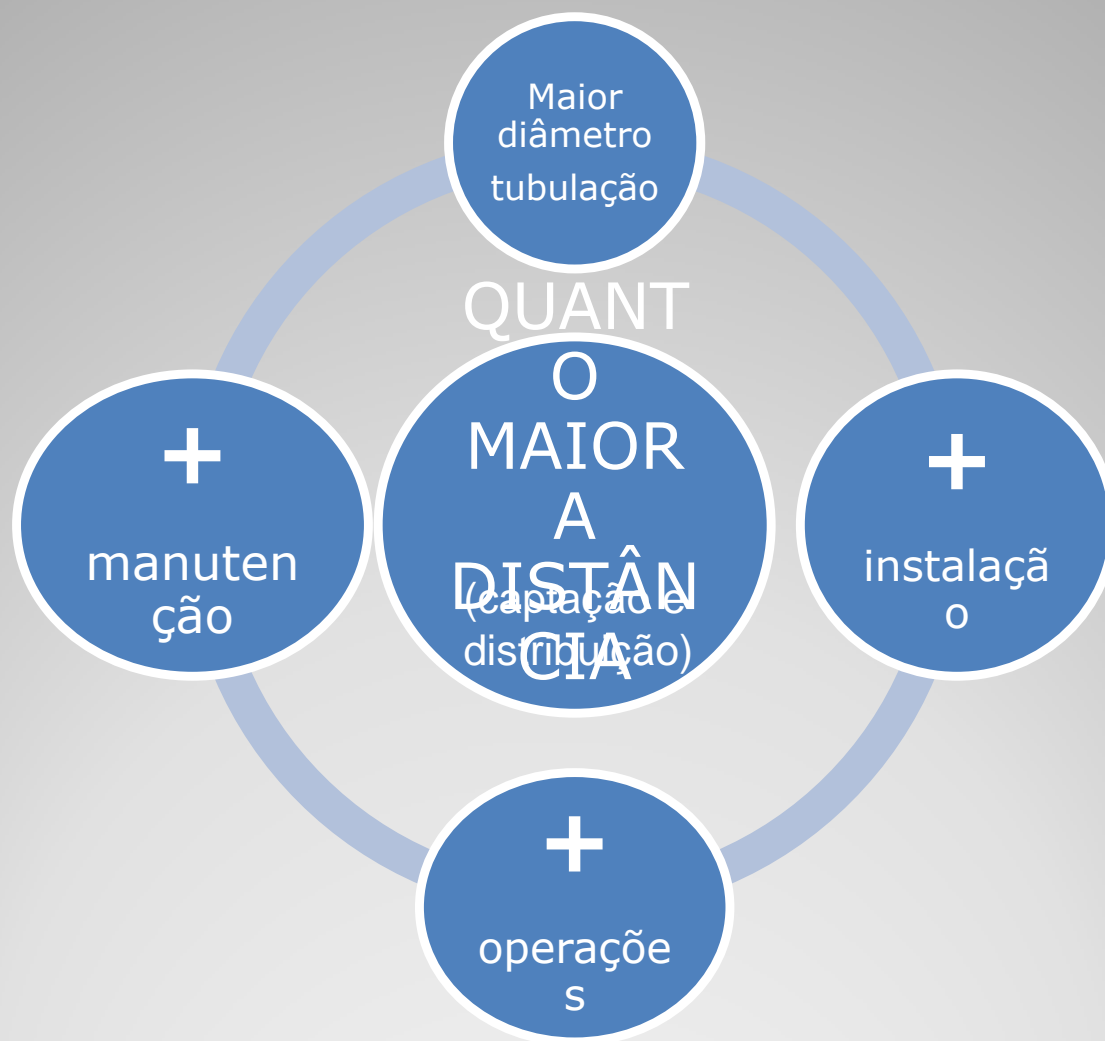 Maior
diâmetro
tubulação
QUANT
O
MAIOR
A
DISTÂN
CIA
(captação e
distribuição)
+
manuten
ção
+
instalaçã
o
+
operaçõe
s